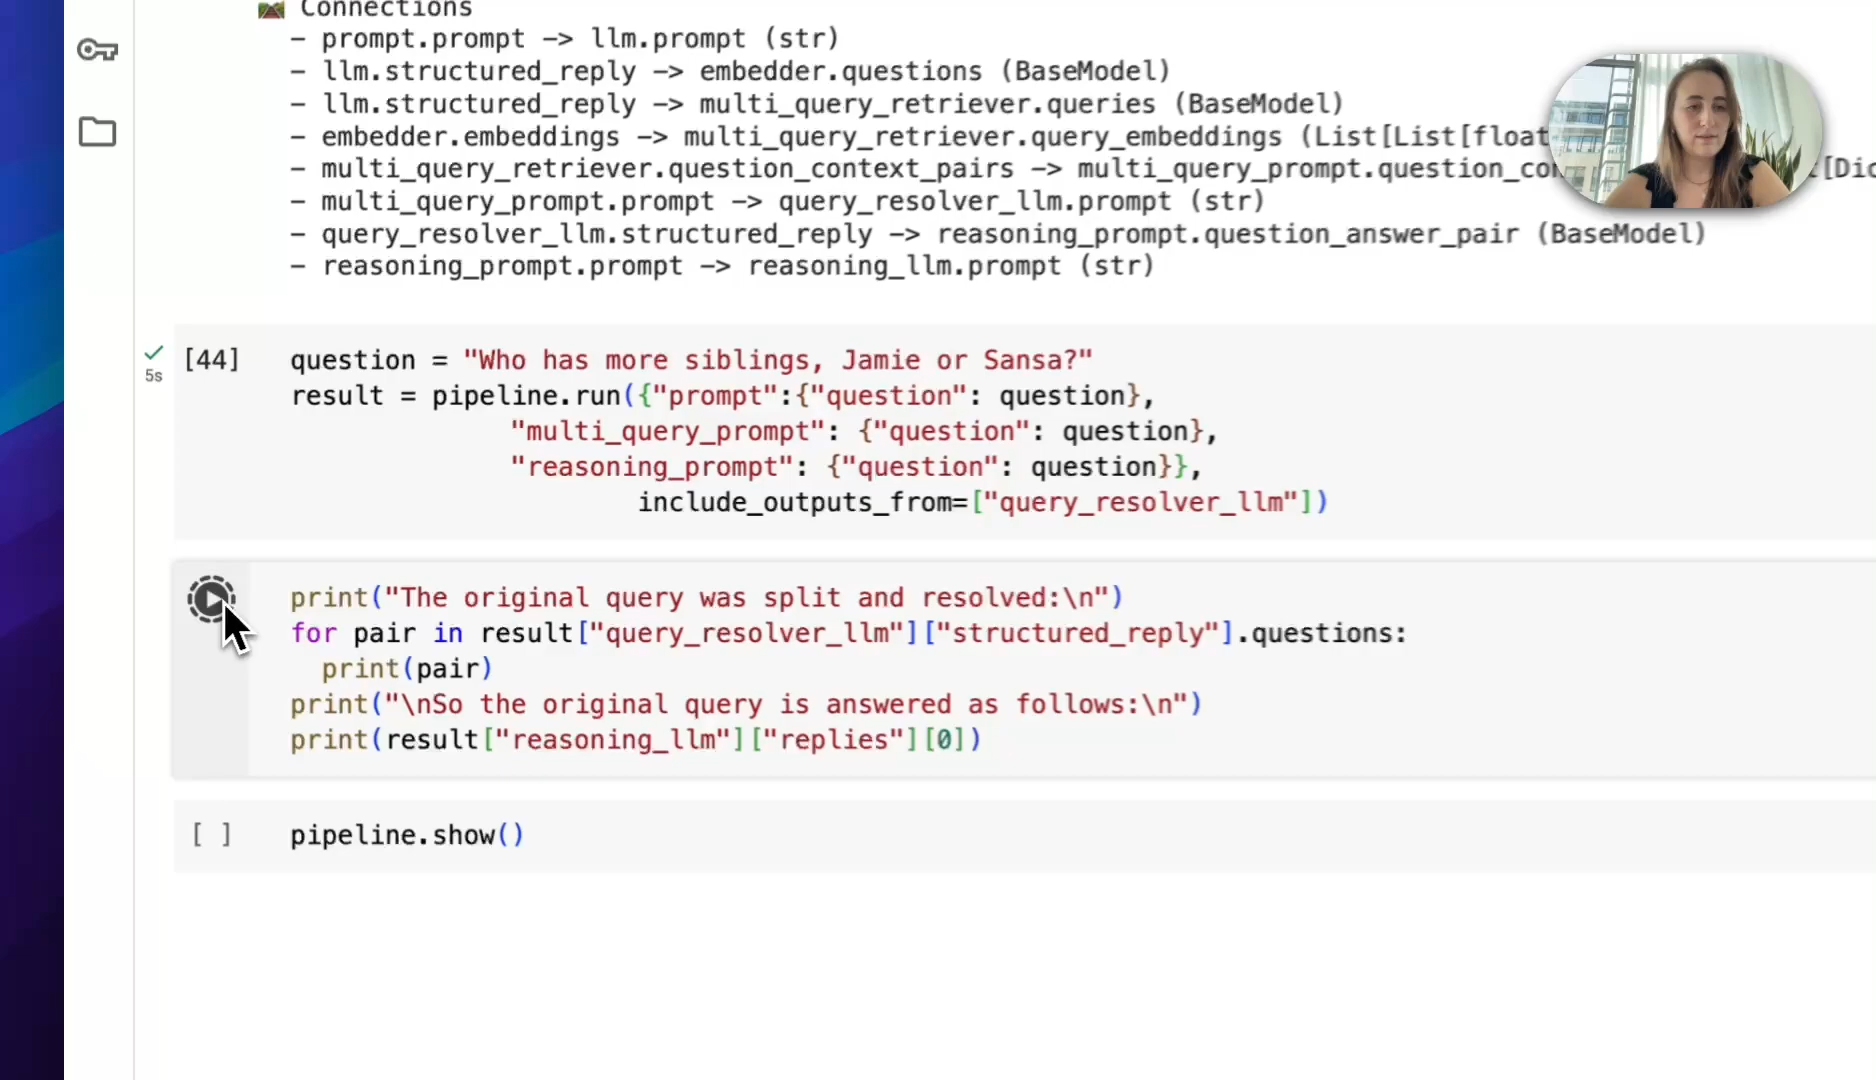 Connections
- prompt.prompt -> llm.prompt (str)
- llm.structured_reply -> embedder.questions (BaseModel)
- llm.structured_reply -> multi_query_retriever.queries (BaseModel)
- embedder.embeddings -> multi_query_retriever.query_embeddings (List[List[float
- multi_query_retriever.question_context_pairs -> multi_query_prompt.question_con t[Dic
- multi_query_prompt.prompt -> query_resolver_llm.prompt (str)
- query_resolver_llm.structured_reply -> reasoning_prompt.question_answer_pair (BaseModel)
- reasoning_prompt.prompt -> reasoning_llm.prompt (str)
[44] question = "Who has more siblings, Jamie or Sansa?"
5s
result = pipeline.run({"prompt":{"question": question},
"multi_query_prompt": {"question": question},
"reasoning_prompt": {"question": question}},
include_outputs_from=["query_resolver_llm"])
print("The original query was split and resolved:\n")
for pair in result["query_resolver_llm"]["structured_reply"].questions:
print(pair)
print("\nSo the original query is answered as follows:\n")
print(result["reasoning_llm"]["replies"][0])
[ ] pipeline.show()